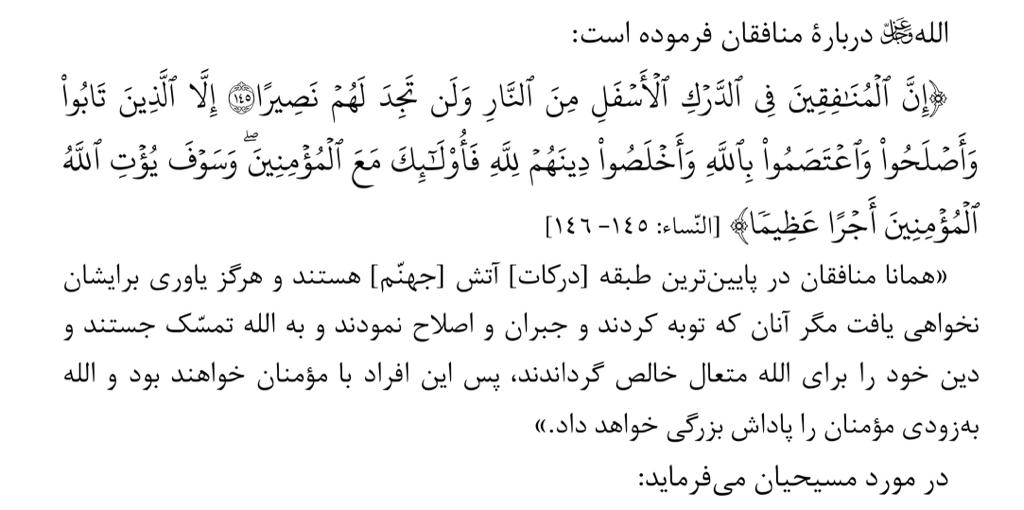 الله عَزَّوَجَلَّ دربارهٔ منافقان فرموده است:
﴿إِنَّ ٱلۡمُنَٰفِقِينَ فِي ٱلدَّرۡكِ ٱلۡأَسۡفَلِ مِنَ ٱلنَّارِ وَلَن تَجِدَ لَهُمۡ نَصِيرًا١٤٥ إِلَّا ٱلَّذِينَ تَابُواْ
وَأَصۡلَحُواْ وَٱعۡتَصَمُواْ بِٱللَّهِ وَأَخۡلَصُواْ دِينَهُمۡ لِلَّهِ فَأُوْلَٰٓئِكَ مَعَ ٱلۡمُؤۡمِنِينَۖ وَسَوۡفَ يُؤۡتِ ٱللَّهُ
ٱلۡمُؤۡمِنِينَ أَجۡرًا عَظِيمٗا﴾ [النّساء: ١٤٥- ١٤٦]
«همانا منافقان در پایین‌ترین طبقه [درکات] آتش [جهنّم] هستند و هرگز یاوری برایشان
نخواهی یافت مگر آنان که توبه کردند و جبران و اصلاح نمودند و به الله تمسّک جستند و
دین خود را برای الله متعال خالص گرداندند، پس این افراد با مؤمنان خواهند بود و الله
به‌زودی مؤمنان را پاداش بزرگی خواهد داد.»
در مورد مسیحیان می‌فرماید: